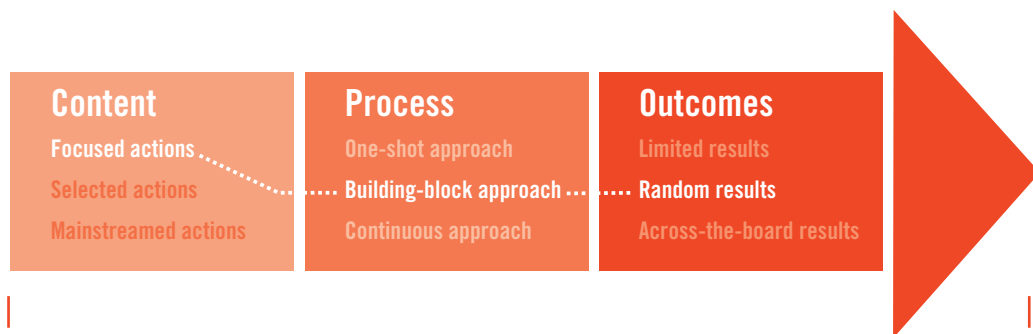 Content
Focused actions
Selected actions
Mainstreamed actions
Process
One-shot approach
Building-block approach
Continuous approach
Outcomes
Limited results
Random results
Across-the-board results